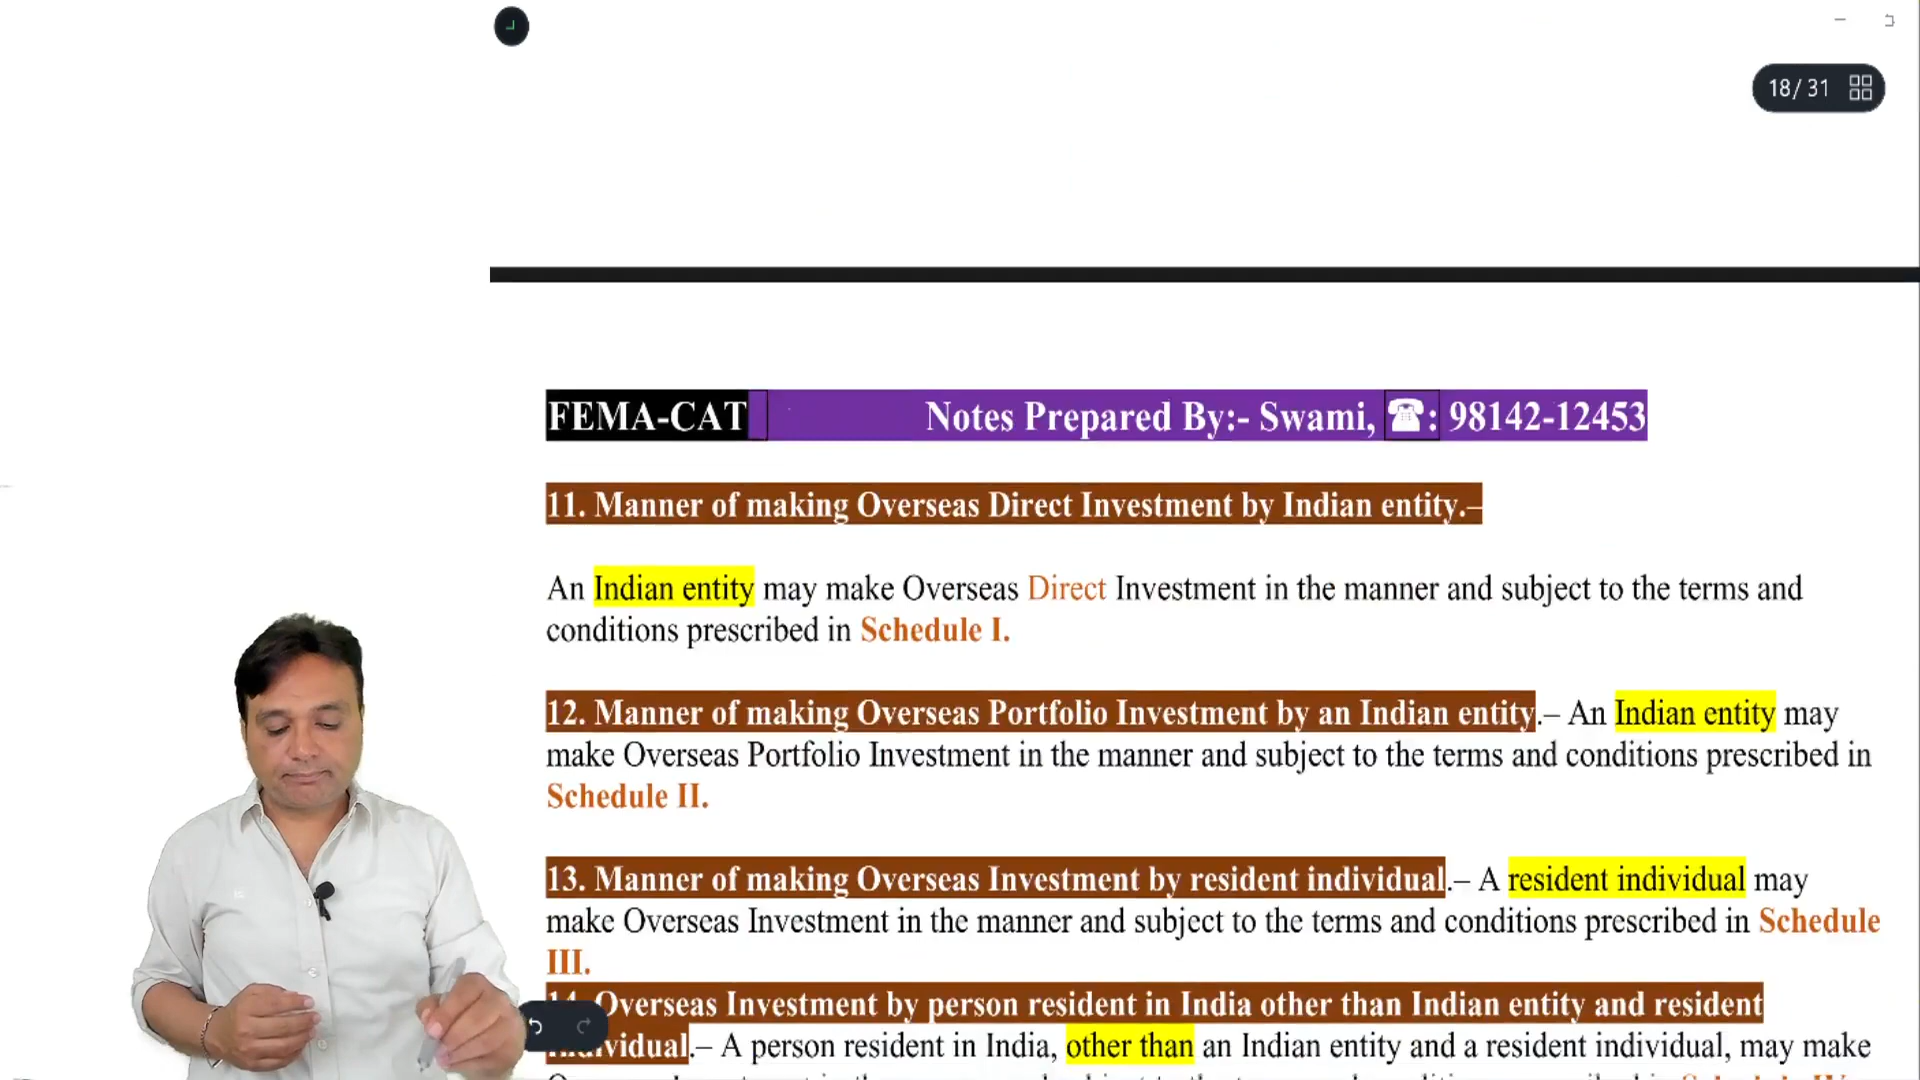 18/ 31
FEMA-CAT Notes Prepared By:- Swami, ☎: 98142-12453
11. Manner of making Overseas Direct Investment by Indian entity.–
An Indian entity may make Overseas Direct Investment in the manner and subject to the terms and
conditions prescribed in Schedule I.
12. Manner of making Overseas Portfolio Investment by an Indian entity.– An Indian entity may
make Overseas Portfolio Investment in the manner and subject to the terms and conditions prescribed in
Schedule II.
13. Manner of making Overseas Investment by resident individual.– A resident individual may
make Overseas Investment in the manner and subject to the terms and conditions prescribed in Schedule
III.
14. Overseas Investment by person resident in India other than Indian entity and resident
individual.– A person resident in India, other than an Indian entity and a resident individual, may make